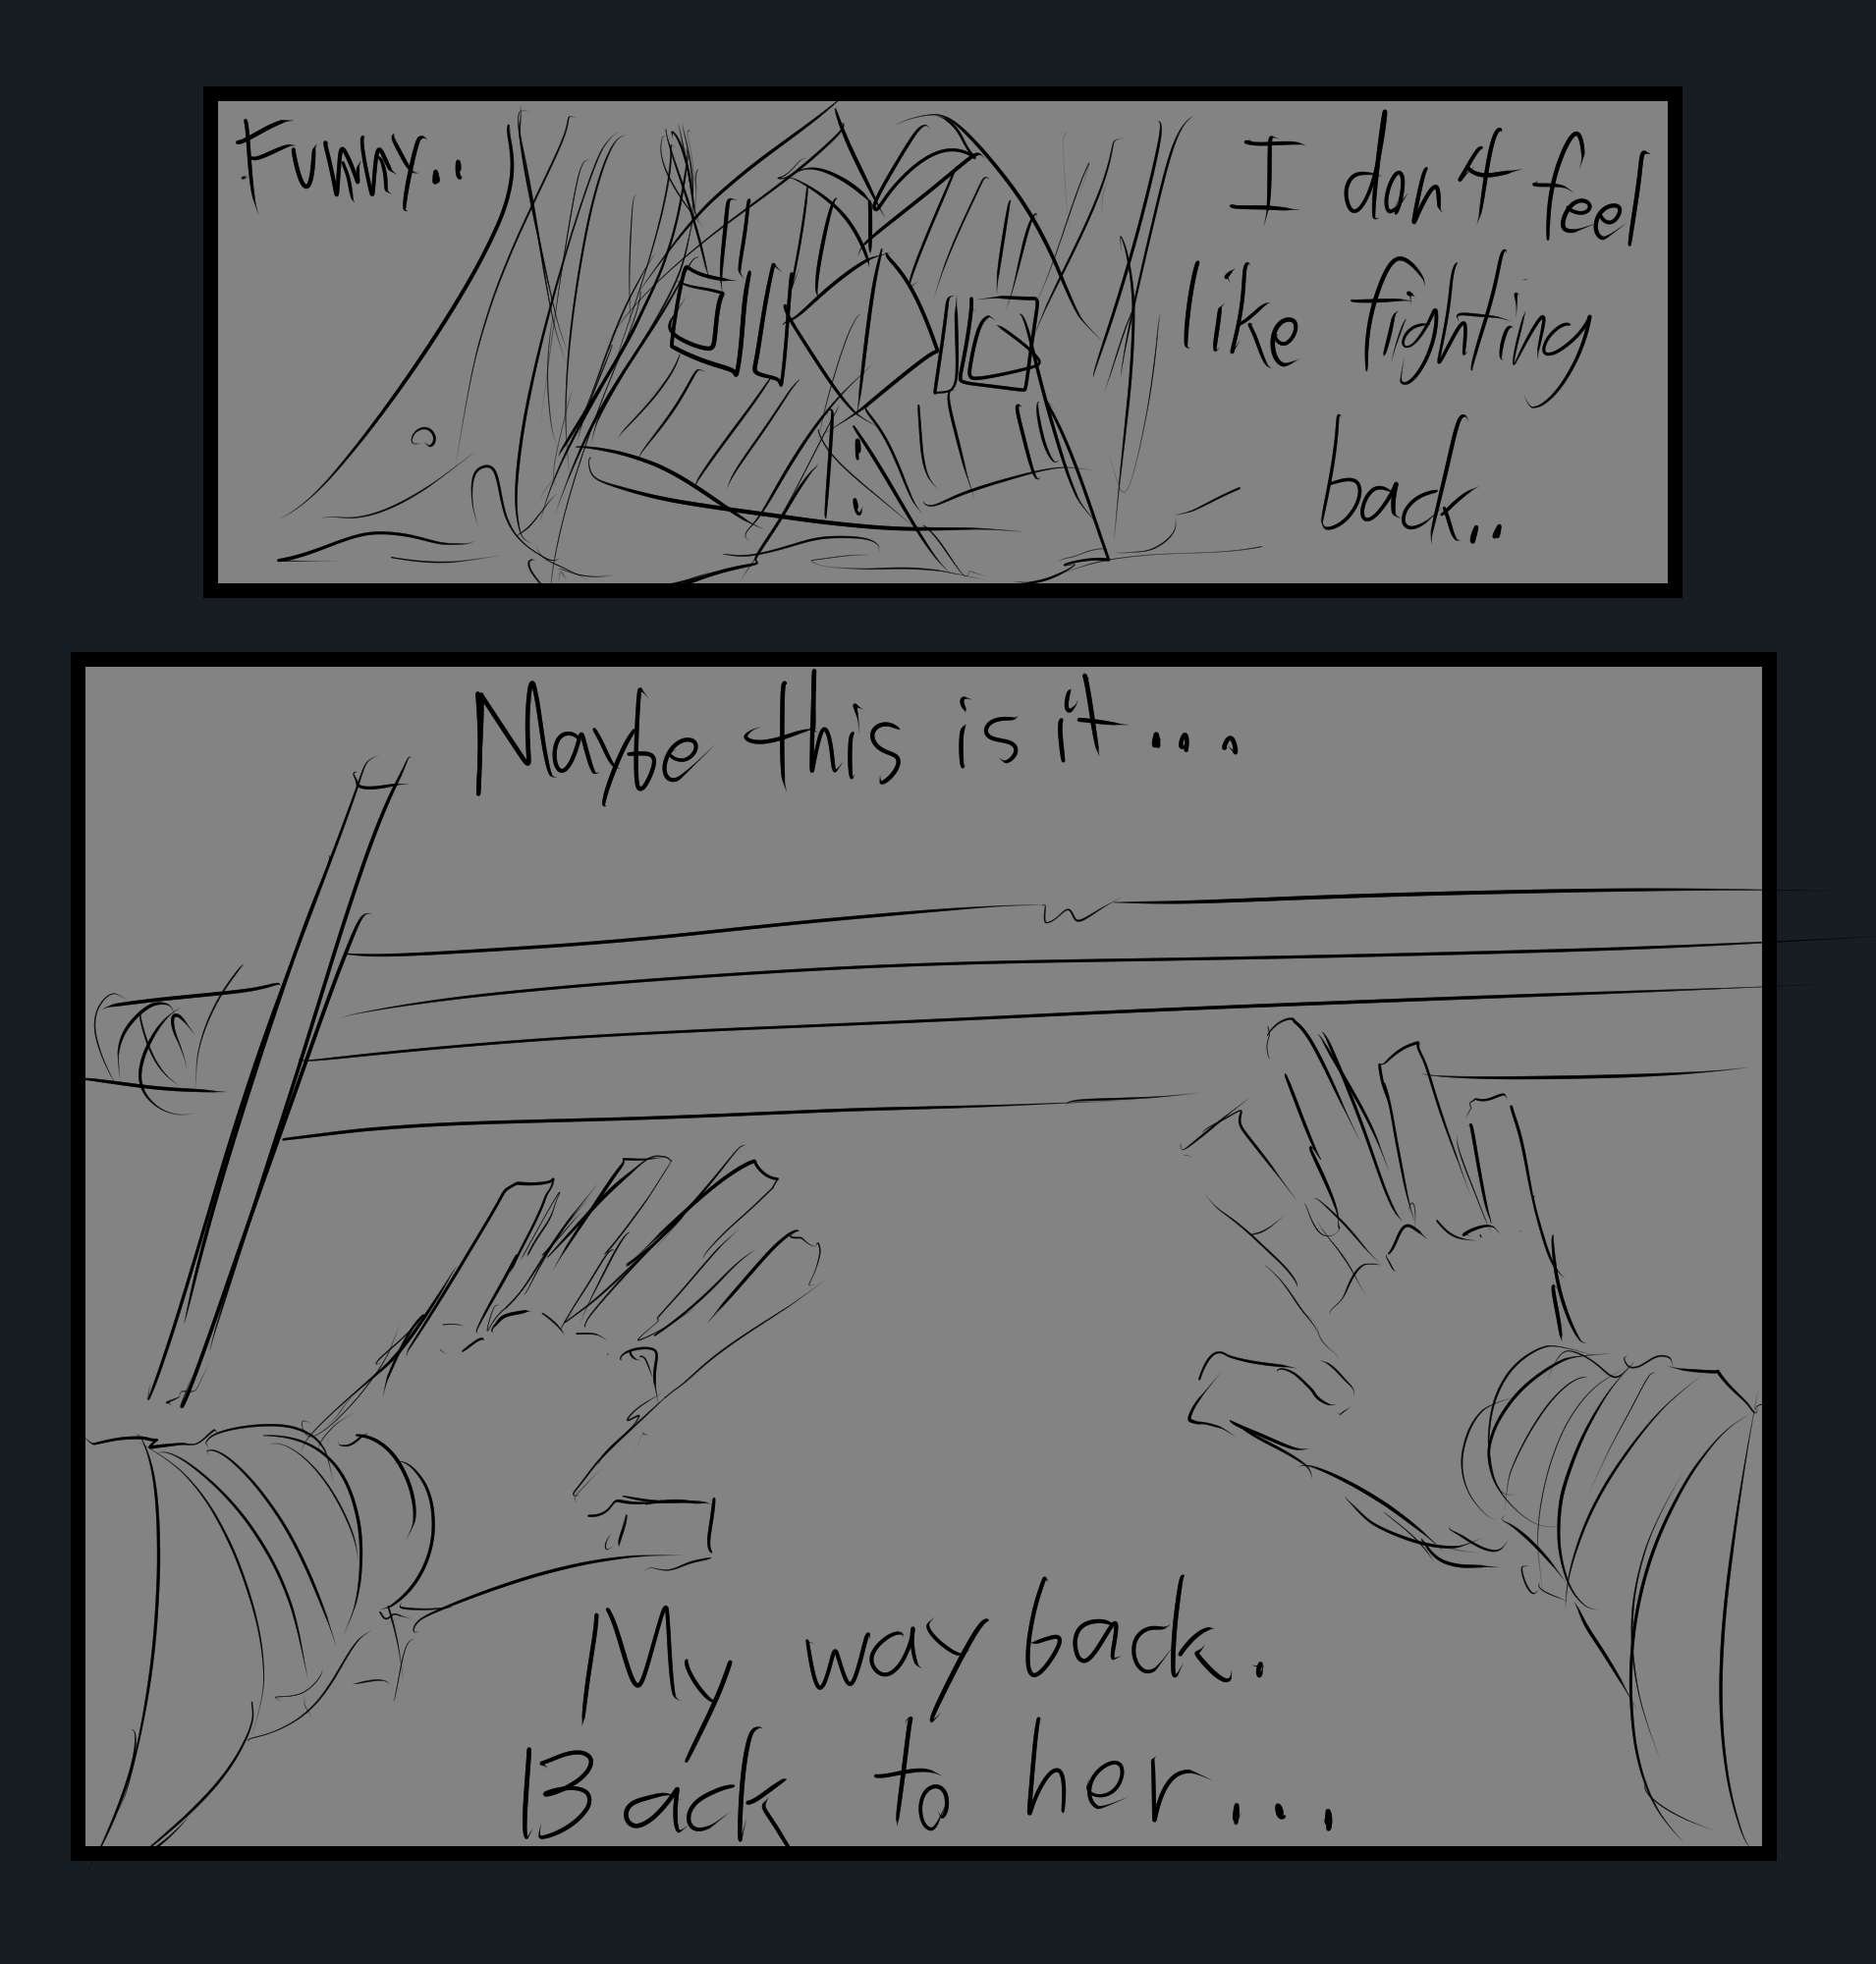 Funny..
I don't feel
like fighting
back..
Maybe this is it...
My way back.
Back to her...